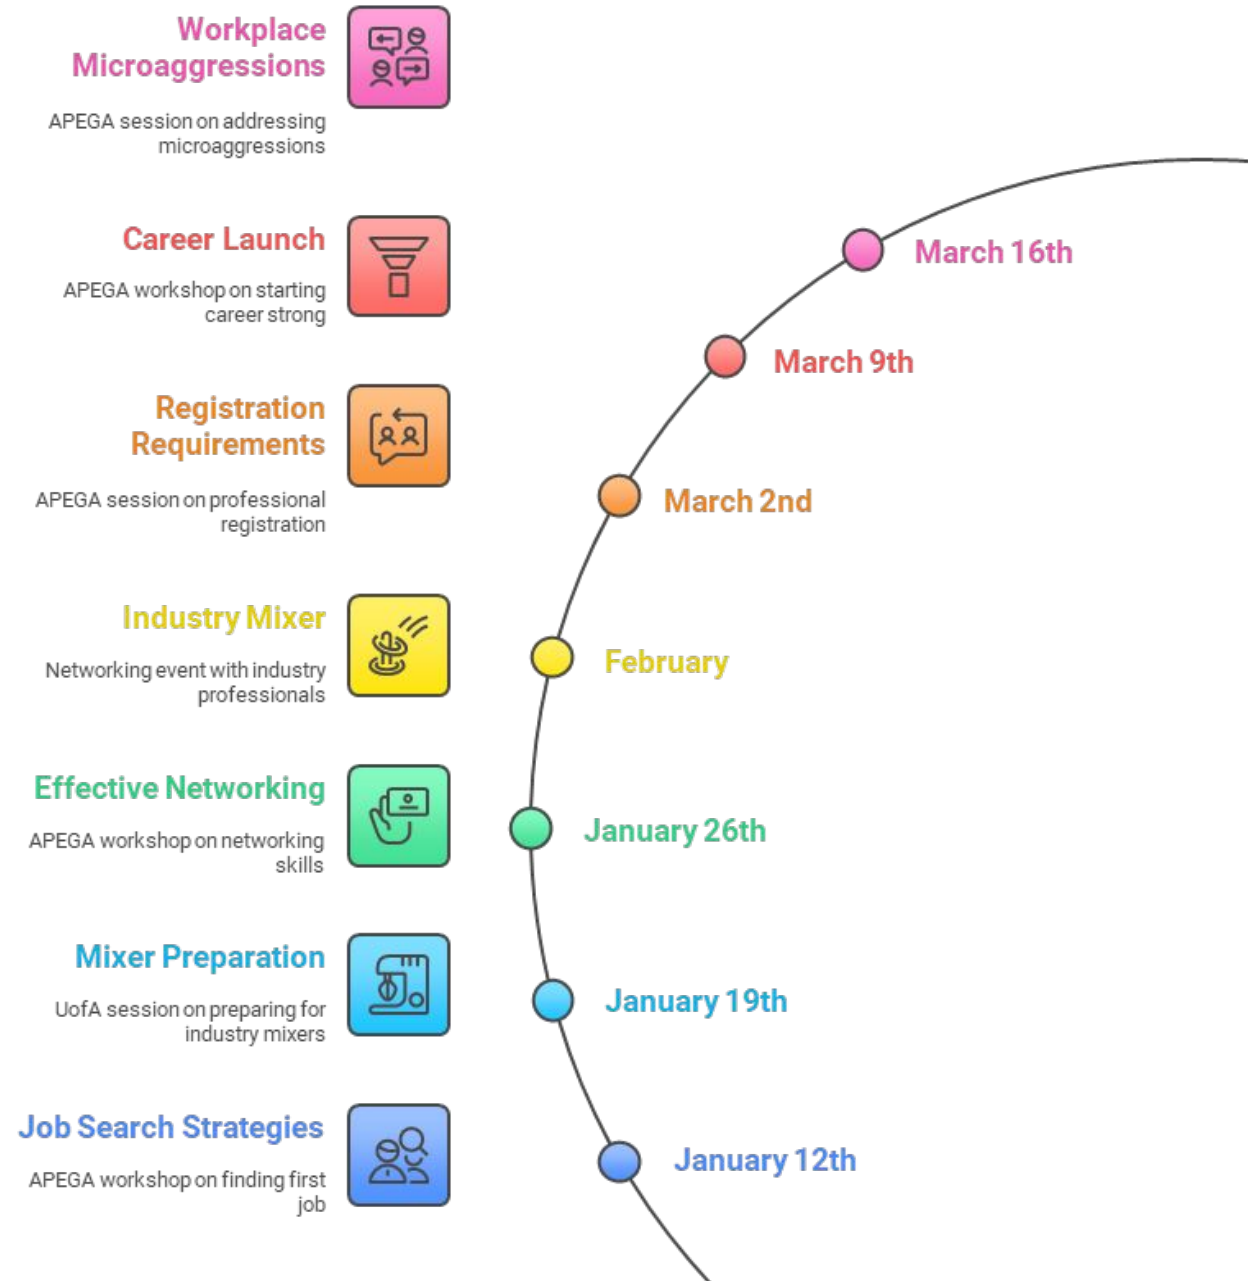 Workplace
Microaggressions
APEGA session on addressing
microaggressions
March 16th
Career Launch
APEGA workshop on starting
career strong
March 9th
Registration
Requirements
APEGA session on professional
registration
March 2nd
Industry Mixer
Networking event with industry
professionals
February
Effective Networking
APEGA workshop on networking
skills
January 26th
Mixer Preparation
UofA session on preparing for
industry mixers
January 19th
Job Search Strategies
APEGA workshop on finding first
job
January 12th